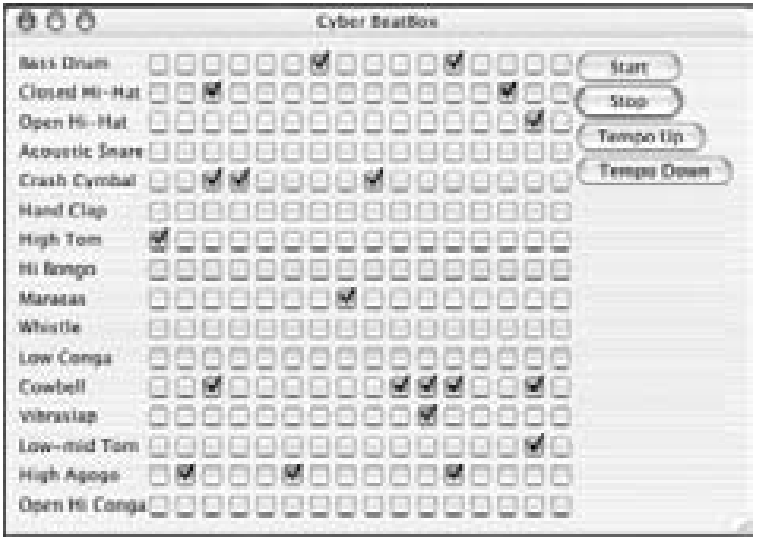 Cyber BeatBox
Bass Drum
Start
Closed Hi-Hat
Stop
Open Hi-Hat
Tempo Up
Acoustic Snare
Crash Cymbal
Tempo Down
Hand Clap
High Tom
Hi Bongo
Maracas
Whistle
Low Conga
Cowbell
Vibraslap
Low-mid Tom
High Agogo
Open Hi Conga